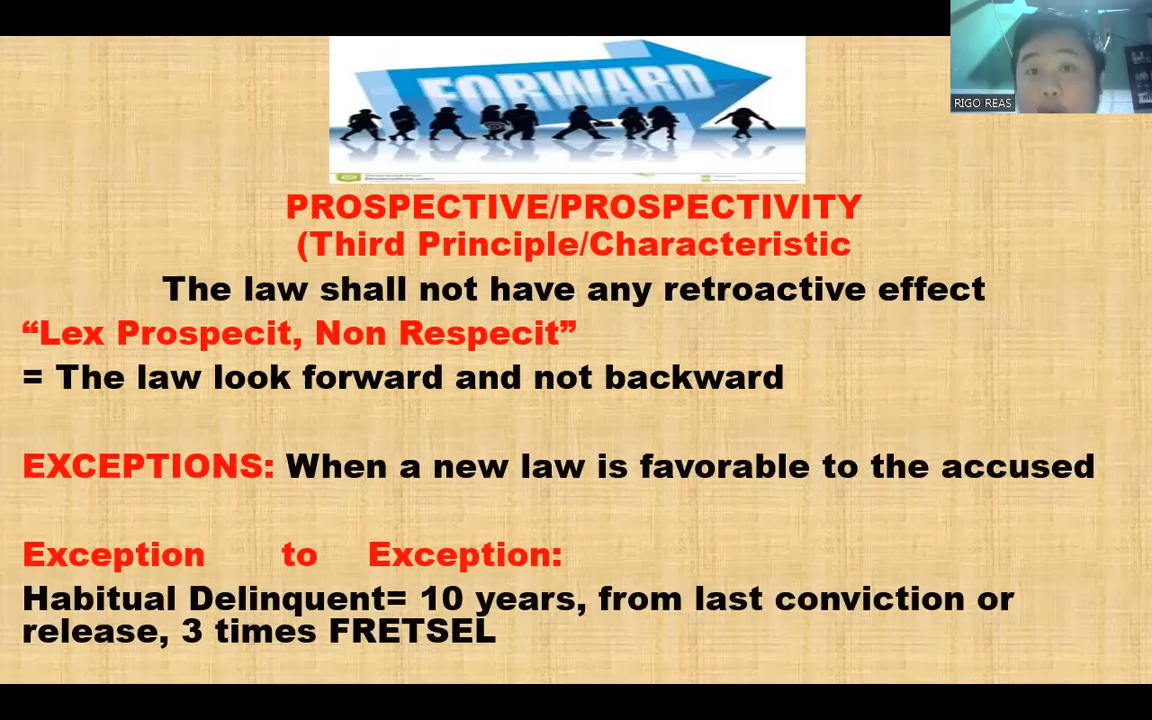 FORWARD
RIGO REAS
PROSPECTIVE/PROSPECTIVITY
(Third Principle/Characteristic
The law shall not have any retroactive effect
“Lex Prospecit, Non Respecit”
= The law look forward and not backward
EXCEPTIONS: When a new law is favorable to the accused
Exception to Exception:
Habitual Delinquent= 10 years, from last conviction or
release, 3 times FRETSEL